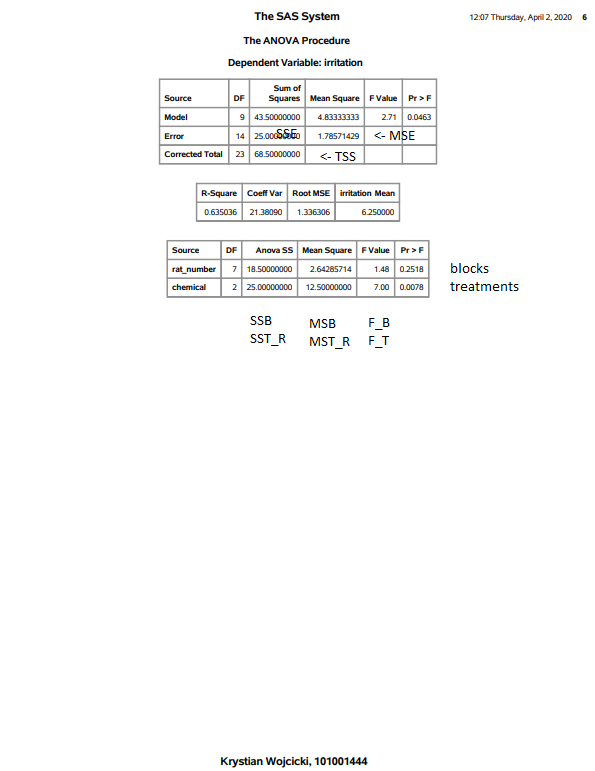 The SAS System
12:07 Thursday, April 2, 2020 6
The ANOVA Procedure
Dependent Variable: irritation
Source DF Sum of Squares Mean Square F Value Pr > F
Model 9 43.50000000 4.83333333 2.71 0.0463
Error 14 25.00000000 1.78571429
SSE
<- MSE
Corrected Total 23 68.50000000
<- TSS
R-Square Coeff Var Root MSE irritation Mean
0.635036 21.38090 1.336306 6.250000
Source DF Anova SS Mean Square F Value Pr > F
rat_number 7 18.50000000 2.64285714 1.48 0.2518 blocks
chemical 2 25.00000000 12.50000000 7.00 0.0078 treatments
SSB MSB F_B
SST_R MST_R F_T
Krystian Wojcicki, 101001444